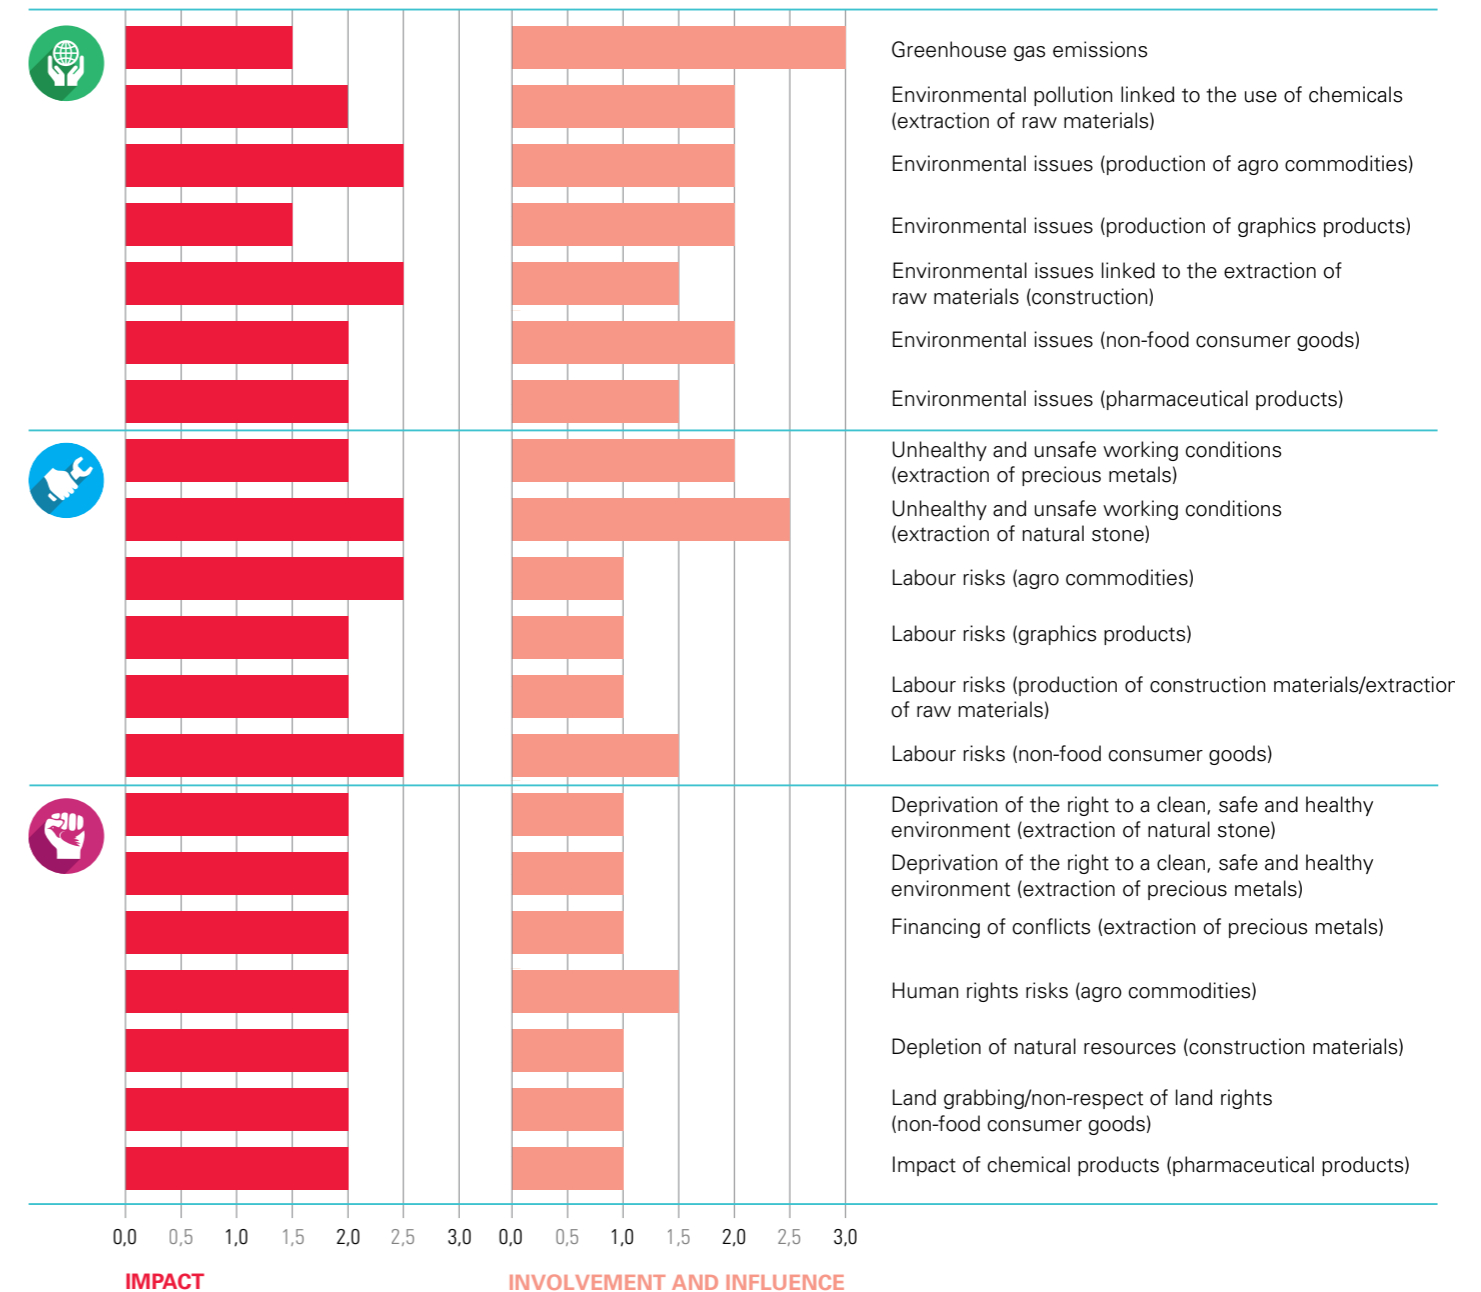 Greenhouse gas emissions
Environmental pollution linked to the use of chemicals
(extraction of raw materials)
Environmental issues (production of agro commodities)
Environmental issues (production of graphics products)
Environmental issues linked to the extraction of
raw materials (construction)
Environmental issues (non-food consumer goods)
Environmental issues (pharmaceutical products)
Unhealthy and unsafe working conditions
(extraction of precious metals)
Unhealthy and unsafe working conditions
(extraction of natural stone)
Labour risks (agro commodities)
Labour risks (graphics products)
Labour risks (production of construction materials/extraction
of raw materials)
Labour risks (non-food consumer goods)
Deprivation of the right to a clean, safe and healthy
environment (extraction of natural stone)
Deprivation of the right to a clean, safe and healthy
environment (extraction of precious metals)
Financing of conflicts (extraction of precious metals)
Human rights risks (agro commodities)
Depletion of natural resources (construction materials)
Land grabbing/non-respect of land rights
(non-food consumer goods)
Impact of chemical products (pharmaceutical products)
0,0 0,5 1,0 1,5 2,0 2,5 3,0 0,0 0,5 1,0 1,5 2,0 2,5 3,0
IMPACT INVOLVEMENT AND INFLUENCE